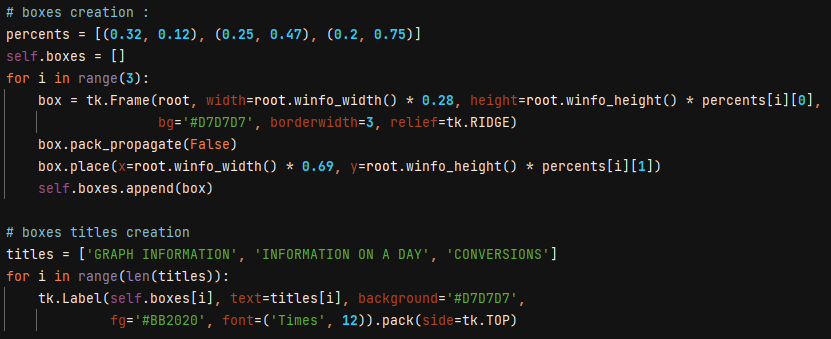 # boxes creation :
percents = [(0.32, 0.12), (0.25, 0.47), (0.2, 0.75)]
self.boxes = []
for i in range(3):
    box = tk.Frame(root, width=root.winfo_width() * 0.28, height=root.winfo_height() * percents[i][0],
                   bg='#D7D7D7', borderwidth=3, relief=tk.RIDGE)
    box.pack_propagate(False)
    box.place(x=root.winfo_width() * 0.69, y=root.winfo_height() * percents[i][1])
    self.boxes.append(box)

# boxes titles creation
titles = ['GRAPH INFORMATION', 'INFORMATION ON A DAY', 'CONVERSIONS']
for i in range(len(titles)):
    tk.Label(self.boxes[i], text=titles[i], background='#D7D7D7',
             fg='#BB2020', font=('Times', 12)).pack(side=tk.TOP)